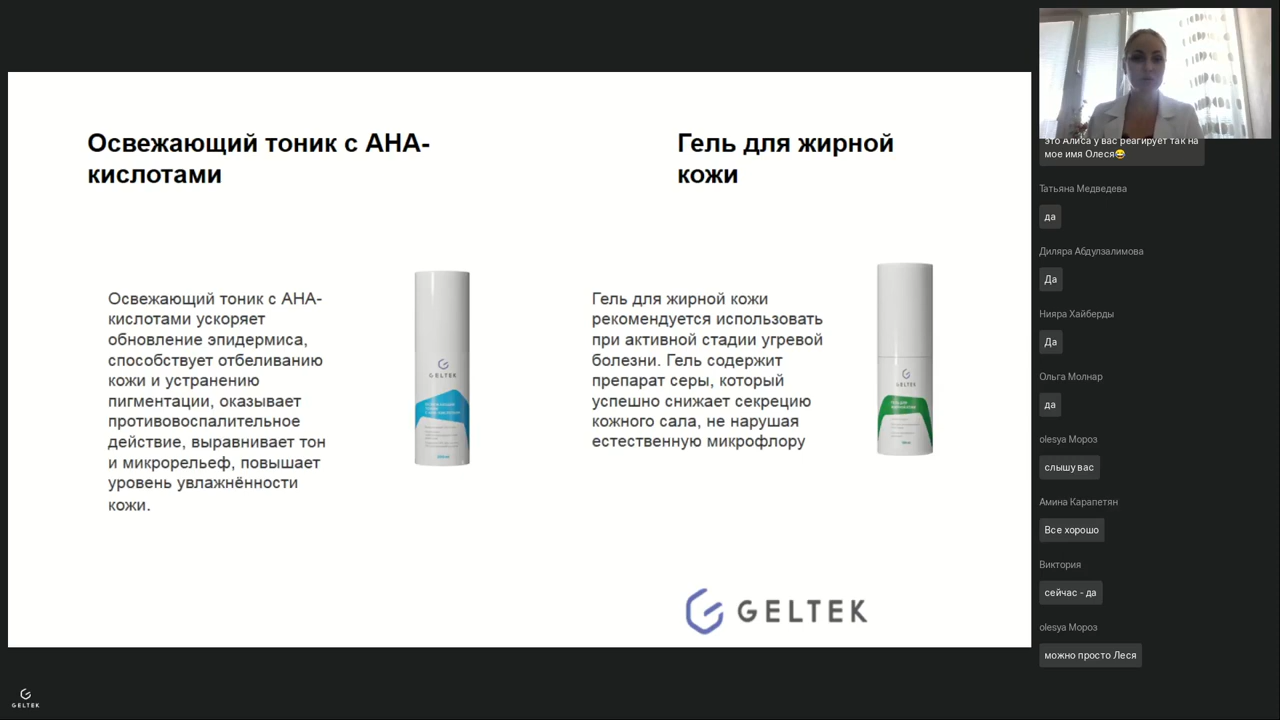 Освежающий тоник с АНА-
кислотами
Гель для жирной
кожи
Освежающий тоник с АНА-
кислотами ускоряет
обновление эпидермиса,
способствует отбеливанию
кожи и устранению
пигментации, оказывает
противовоспалительное
действие, выравнивает тон
и микрорельеф, повышает
уровень увлажнённости
кожи.
GELTEK
Гель для жирной кожи
рекомендуется использовать
при активной стадии угревой
болезни. Гель содержит
препарат серы, который
успешно снижает секрецию
кожного сала, не нарушая
естественную микрофлору
GELTEK
GELTEK
GELTEK
это Алиса у вас реагирует так на
мое имя Олеся😂
Татьяна Медведева
да
Диляра Абдулзалимова
Да
Нияра Хайберды
Да
Ольга Молнар
да
olesya Мороз
слышу вас
Амина Карапетян
Все хорошо
Виктория
сейчас - да
olesya Мороз
можно просто Леся